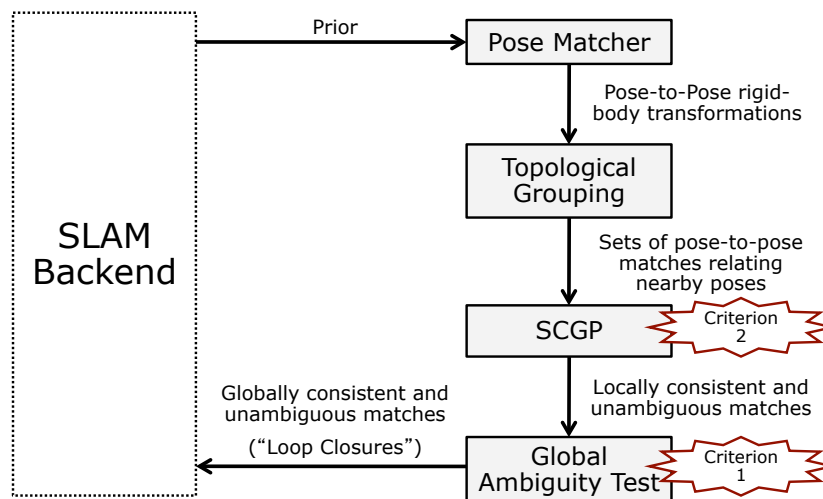 Prior
Pose Matcher
Pose-to-Pose rigid-
body transformations
Topological
Grouping
SLAM
Backend
Sets of pose-to-pose
matches relating
nearby poses
SCGP
Criterion
2
Globally consistent and
unambiguous matches
(“Loop Closures”)
Locally consistent and
unambiguous matches
Global
Ambiguity Test
Criterion
1